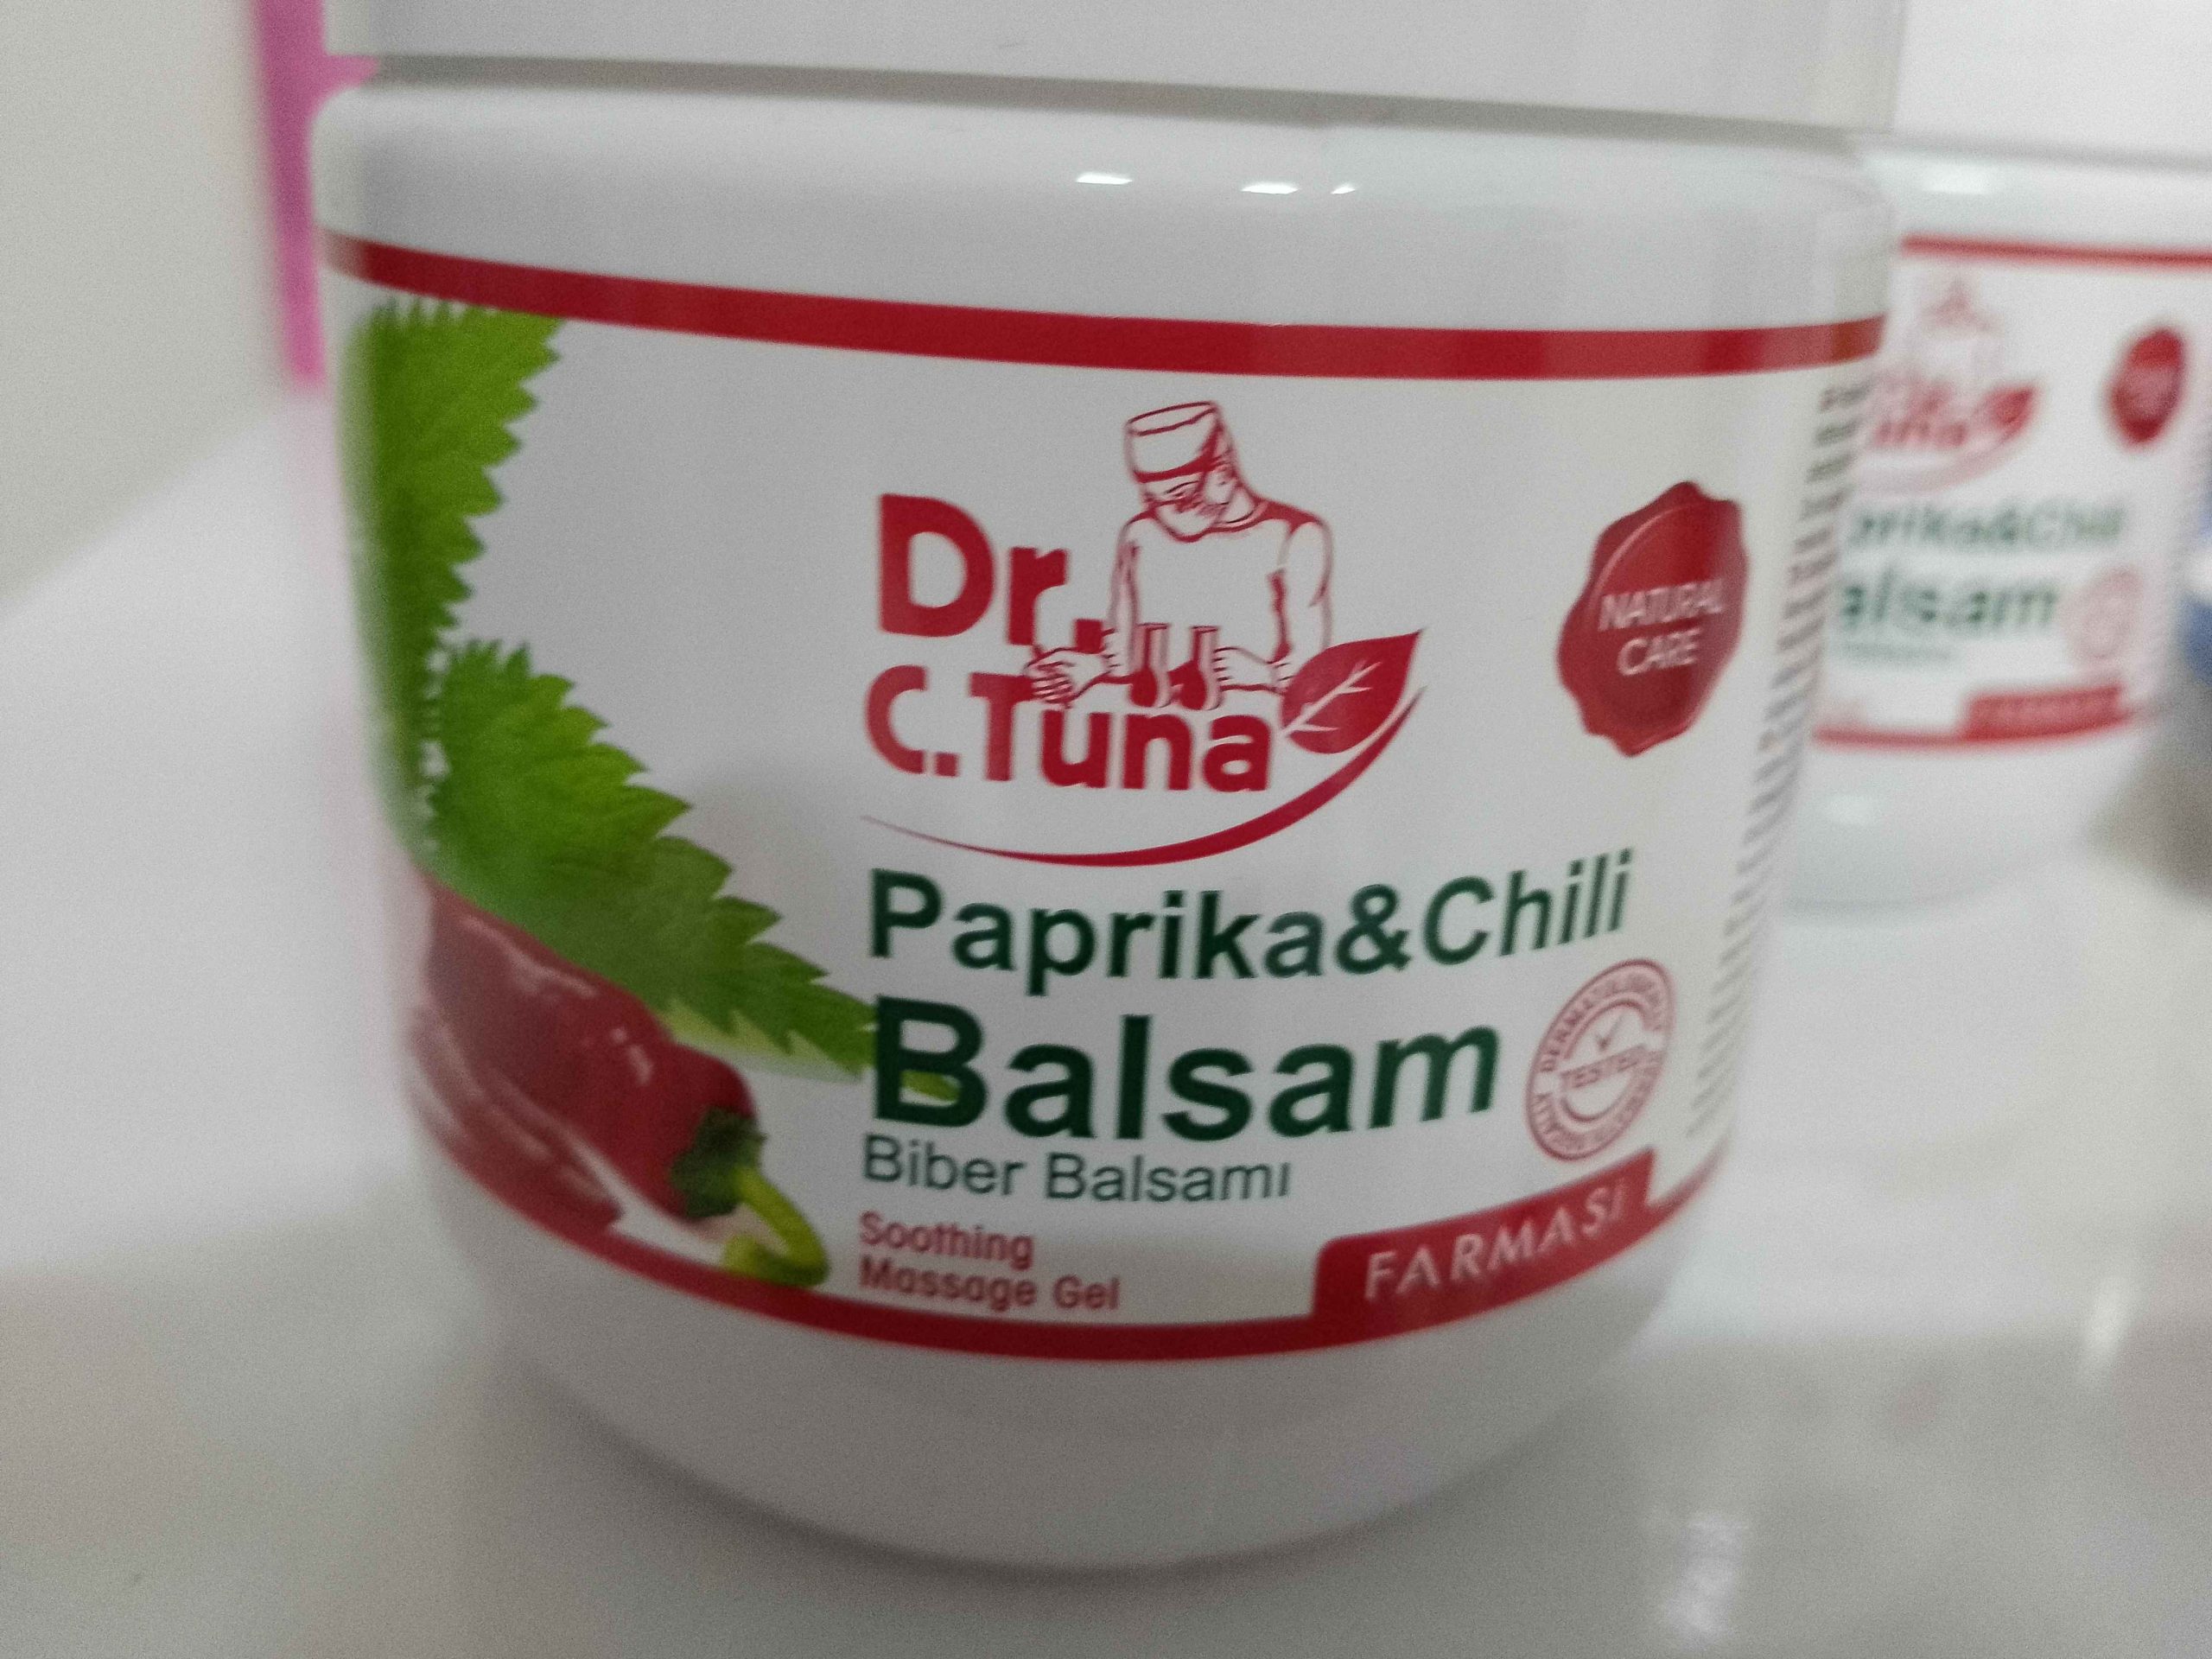 Dr.
C.Tuna
NATURAL
CARE
Paprika&Chili
Balsam
Biber Balsamı
TESTED
Soothing
Massage Gel
FARMASi
Balsam